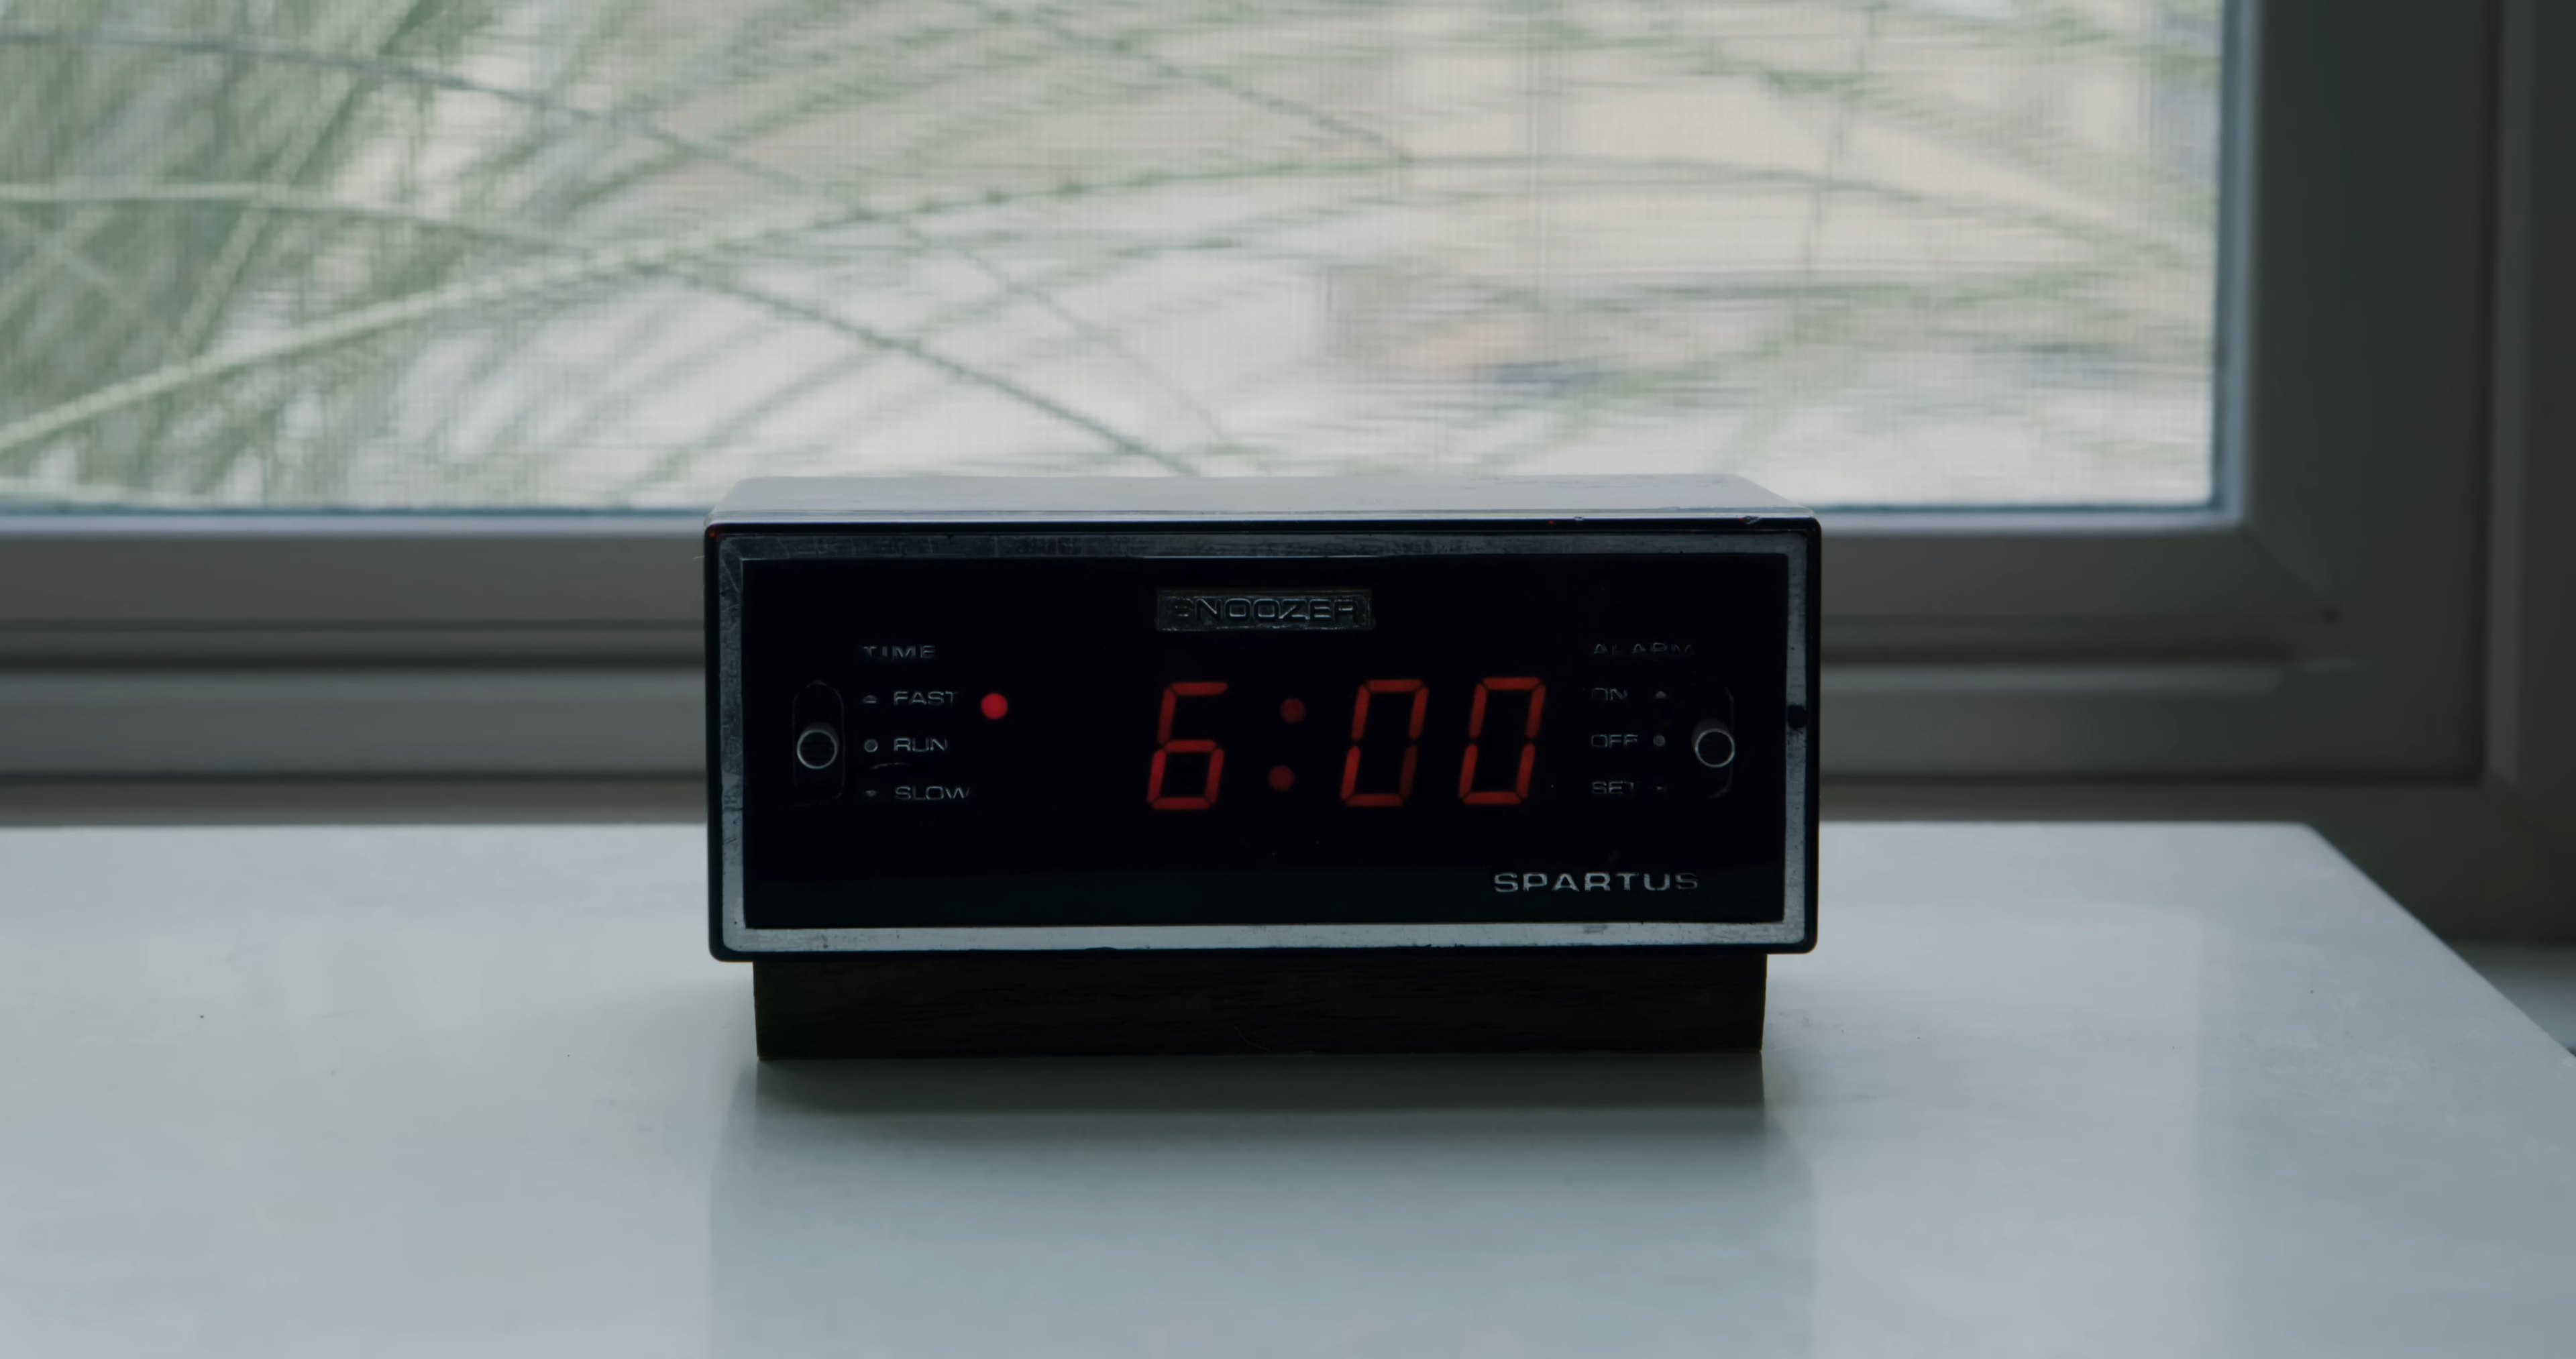 SNOOZER
TIME
FAST
RUN
SLOW
6:00
ALARM
ON
OFF
SET
SPARTUS